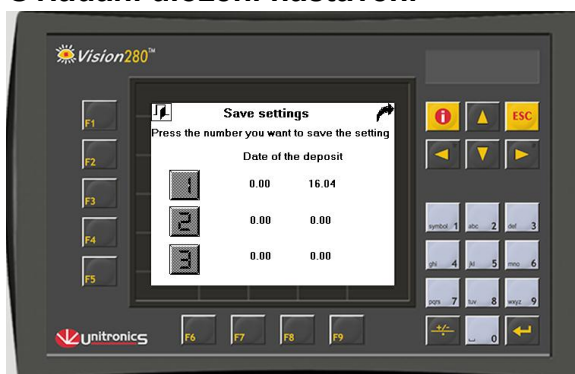 Vision280™
Save settings
Press the number you want to save the setting
Date of the deposit
1 0.00 16.04
2 0.00 0.00
3 0.00 0.00
F1
F2
F3
F4
F5
F6 F7 F8 F9
i ESC
symbol 1 abc 2 def 3
ghi 4 jkl 5 mno 6
pqrs 7 tuv 8 wxyz 9
+/- 0
unitronics